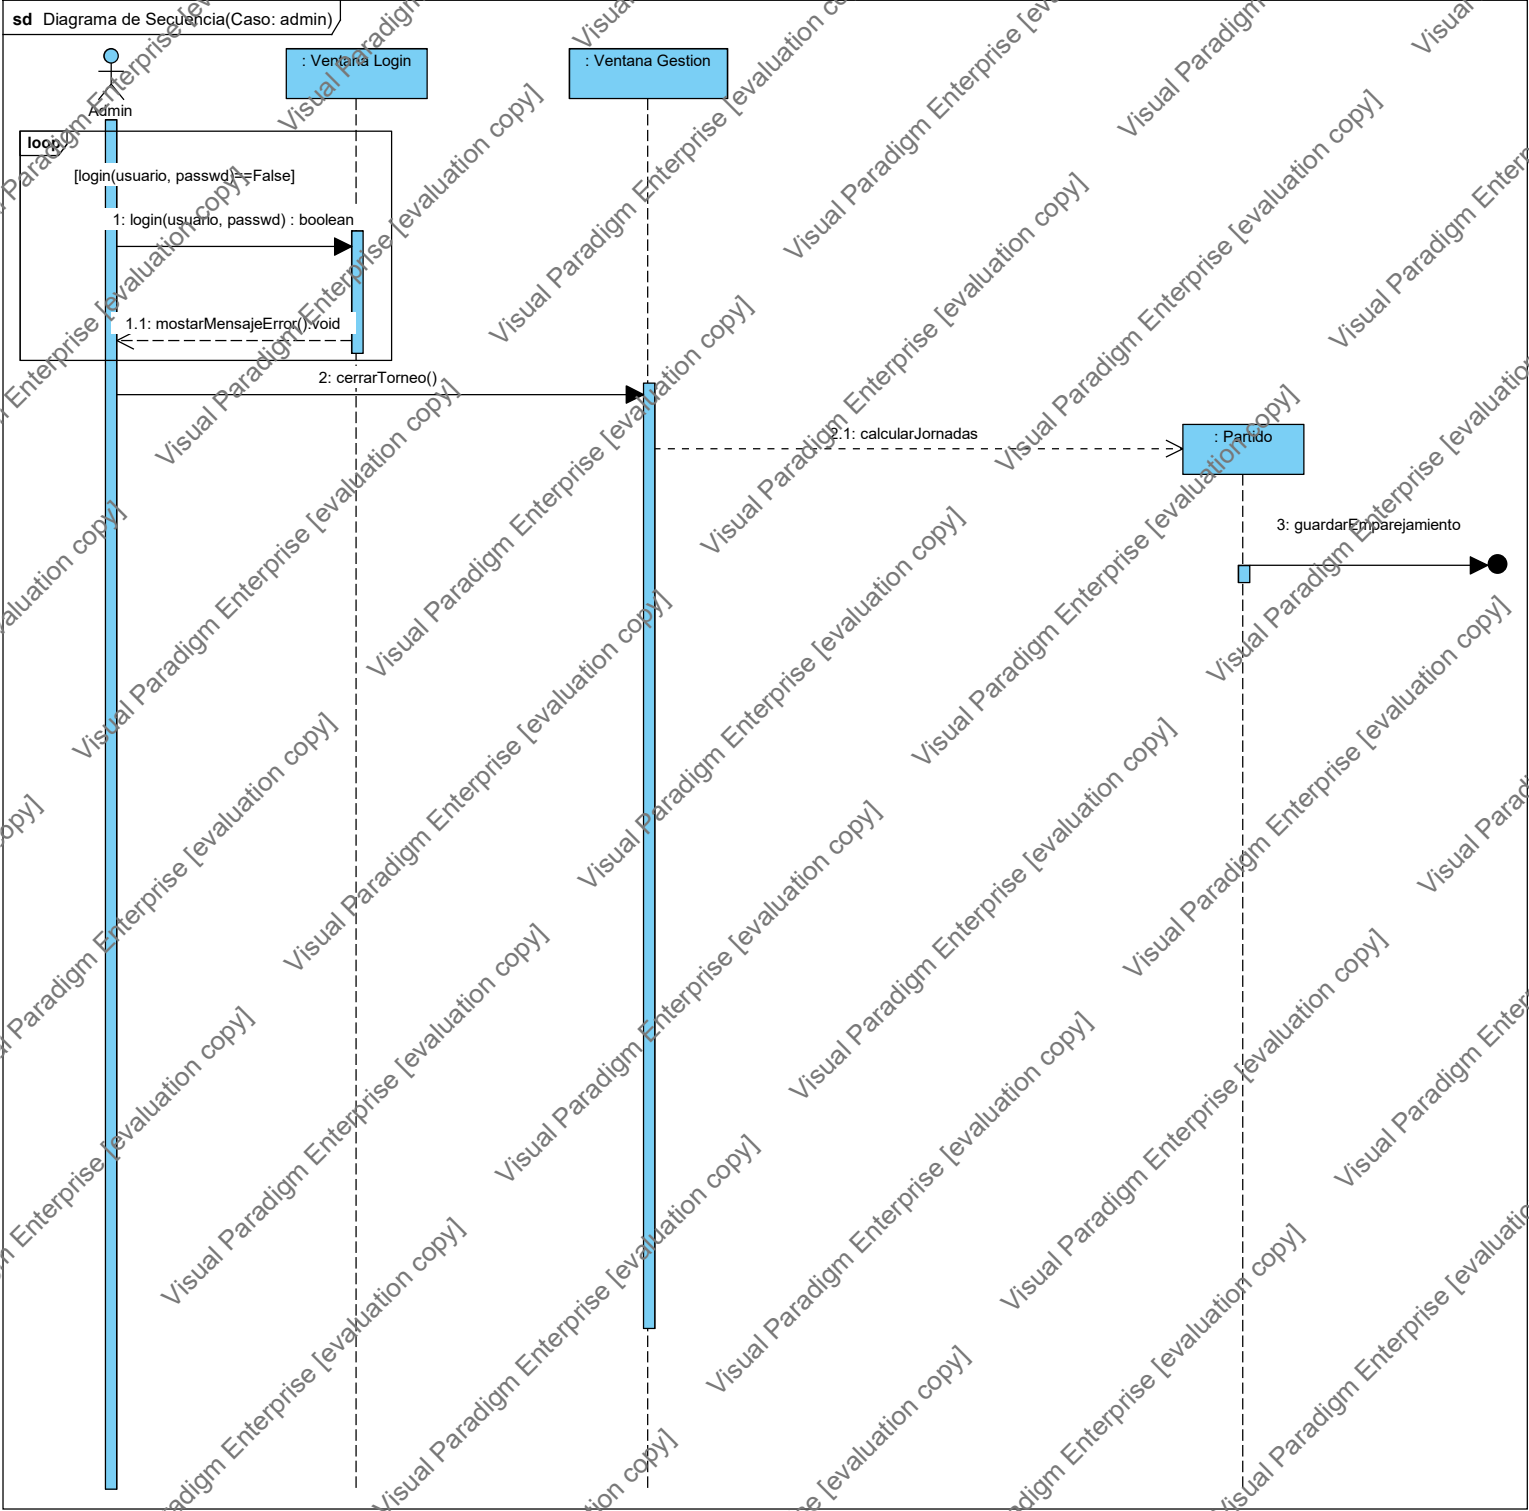 sd Diagrama de Secuencia(Caso: admin)
Admin
: Ventana Login
: Ventana Gestion
loop
[login(usuario, passwd)==False]
1: login(usuario, passwd) : boolean
1.1: mostarMensajeError():void
2: cerrarTorneo()
2.1: calcularJornadas
: Partido
3: guardarEmparejamiento
Visual Paradigm Enterprise [evaluation copy]